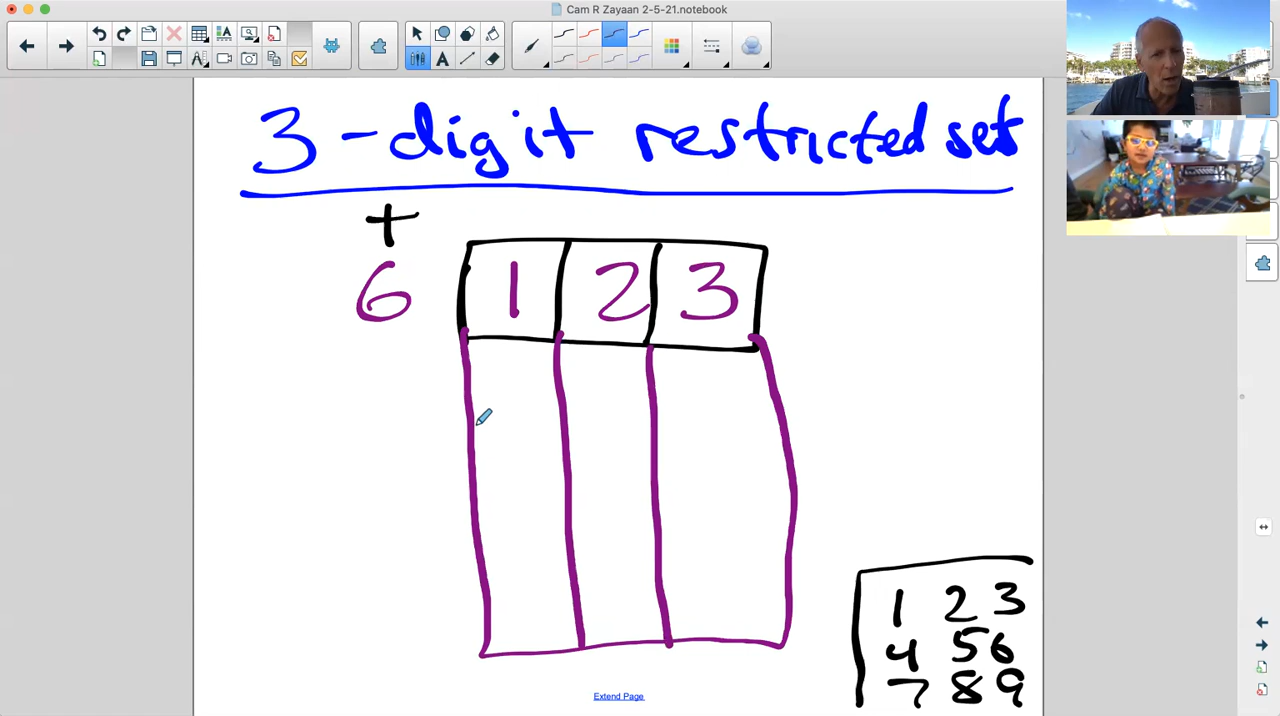 Cam R Zayaan 2-5-21.notebook
3-digit restricted set
+
6 1 2 3
1 2 3
4 5 6
7 8 9
Extend Page